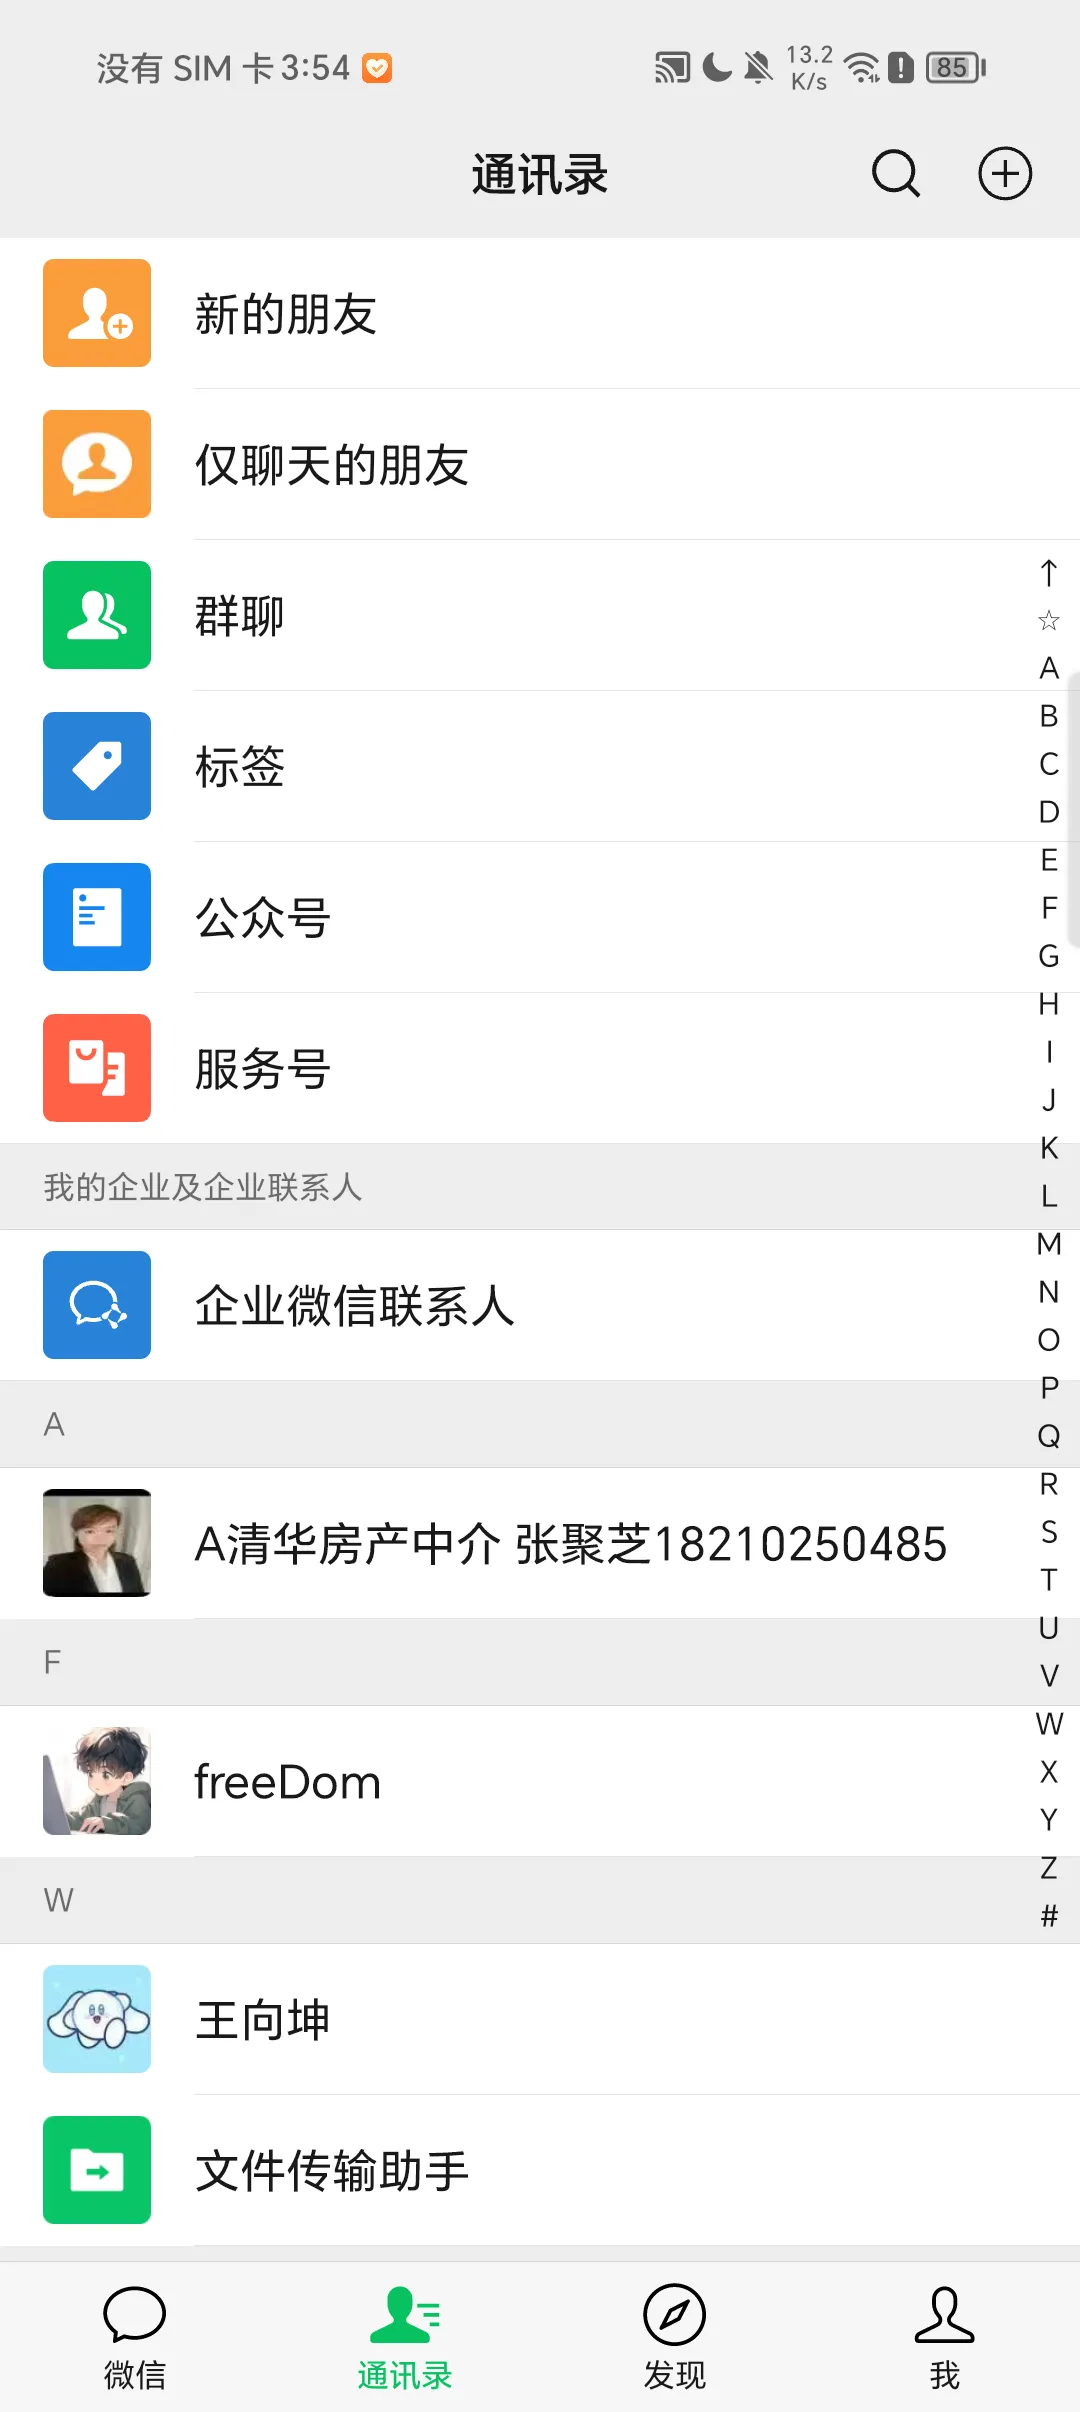 没有 SIM 卡 3:54 13.2 K/s 85
通讯录
新的朋友
仅聊天的朋友
群聊
标签
公众号
服务号
我的企业及企业联系人
企业微信联系人
A
A清华房产中介 张聚芝18210250485
F
freeDom
W
王向坤
文件传输助手
↑
☆
A
B
C
D
E
F
G
H
I
J
K
L
M
N
O
P
Q
R
S
T
U
V
W
X
Y
Z
#
微信 通讯录 发现 我